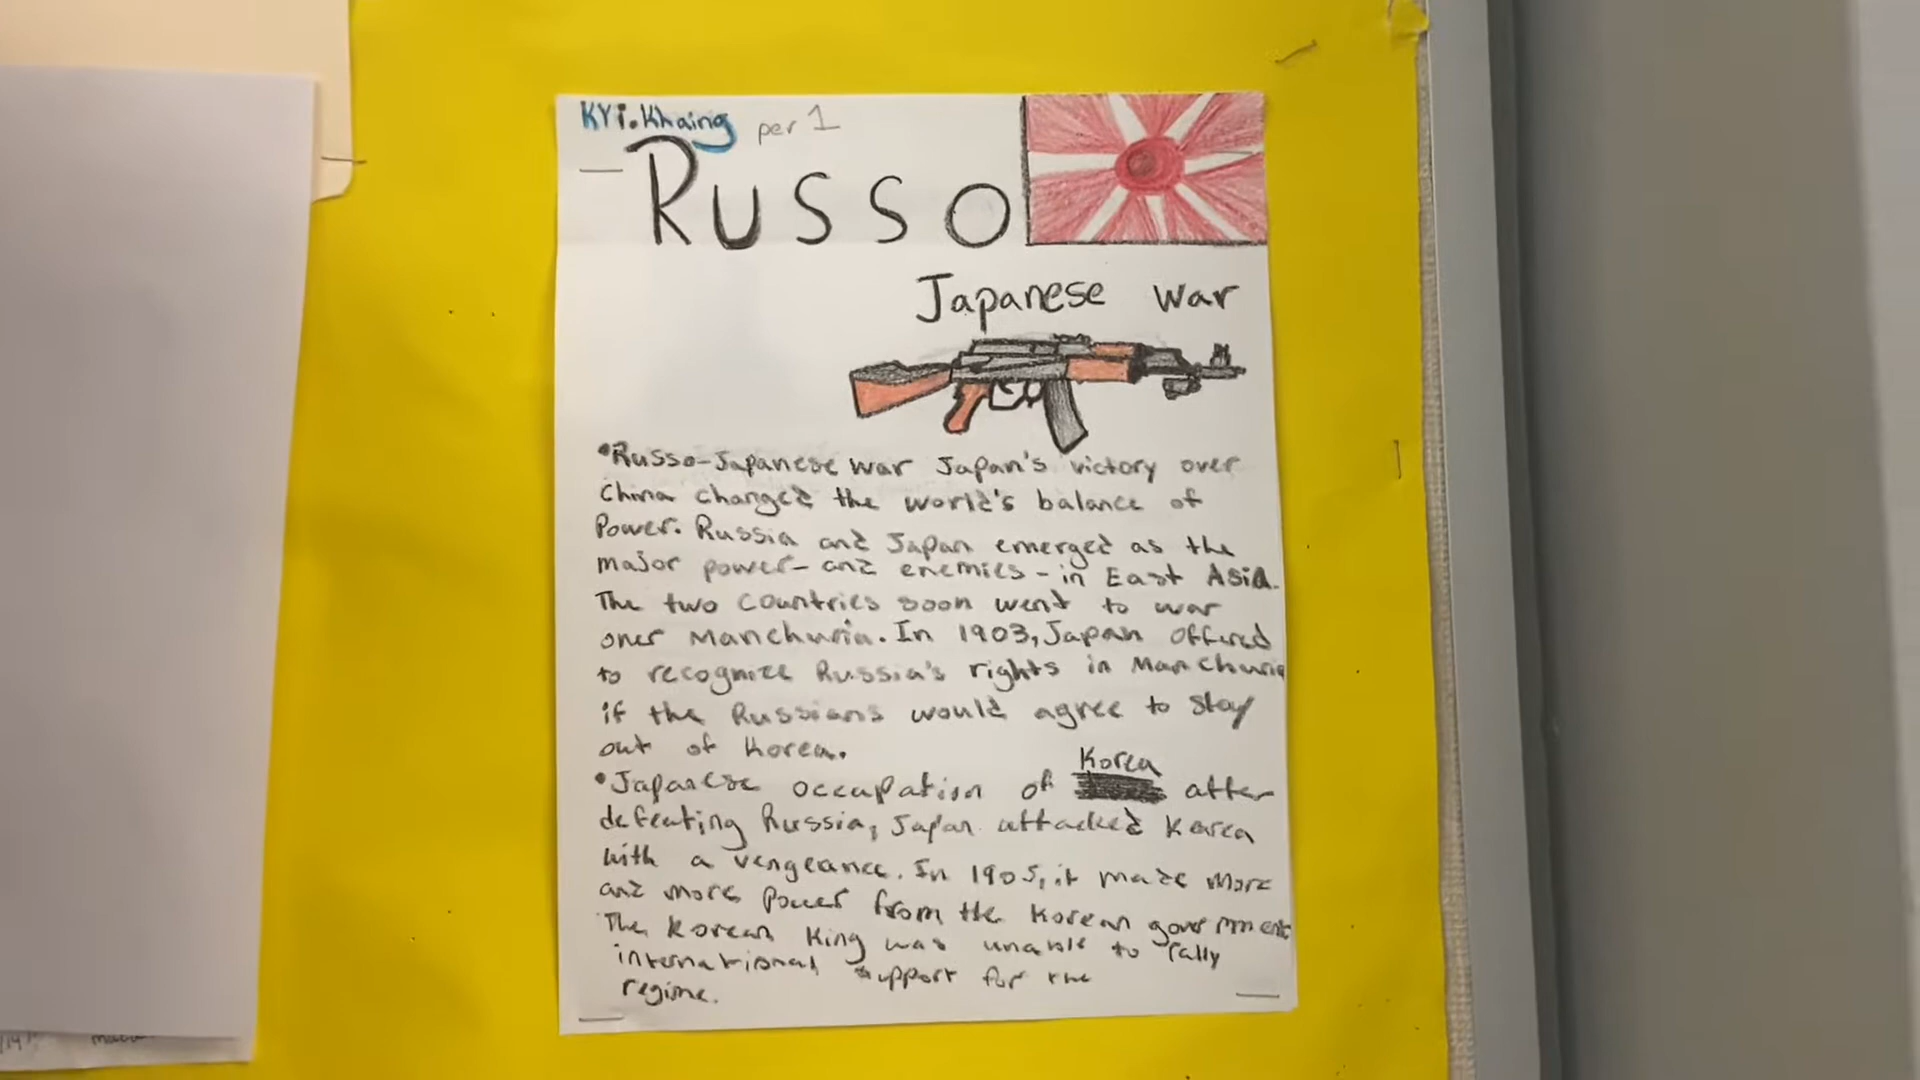 KYi.Khaing per 1
RUSSO
Japanese war
•Russo-Japanese war Japan's victory over
China changed the world's balance of
Power. Russia and Japan emerged as the
major power- and enemies - in East Asia.
The two countries soon went to war
oner Manchuria. In 1903, Japan offered
to recognize Russia's rights in Manchuria
if the Russians would agree to stay
out of Korea.
•Japanese occupation of Korea after
defeating Russia, Japan attacked Korea
with a vengeance. In 1905, it made more
and more power from the Korean government
The Korean King was unable to rally
international support for the
regime.